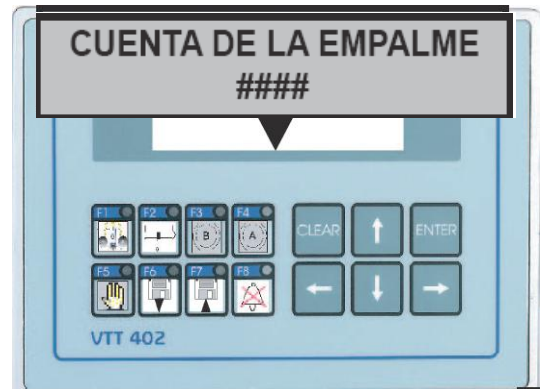 CUENTA DE LA EMPALME
####
F1 F2 F3 F4
B A
CLEAR ENTER
F5 F6 F7 F8
VTT 402